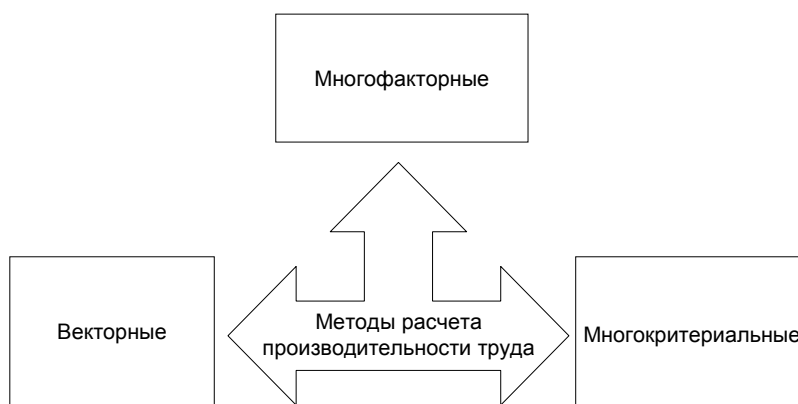 Многофакторные
Векторные
Методы расчета
производительности труда
Многокритериальные